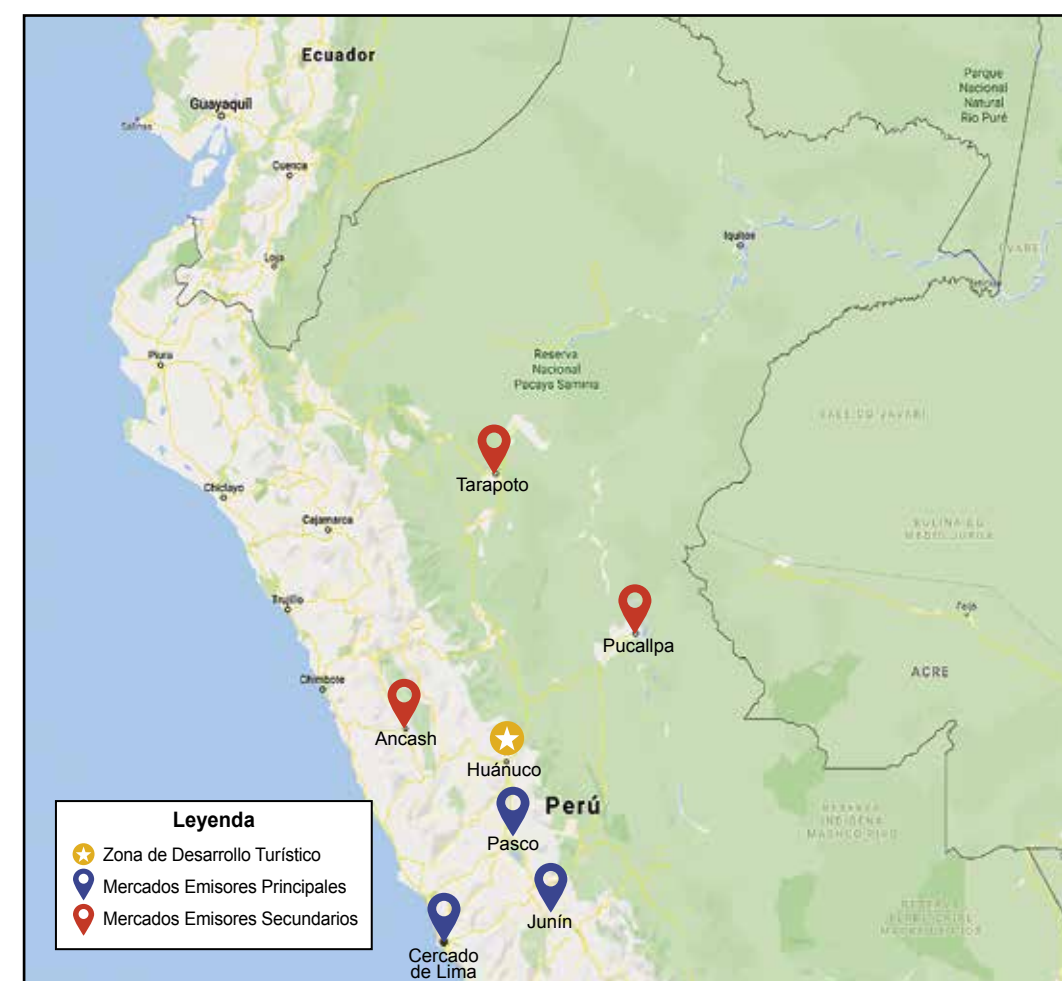 Ecuador
Parque
Nacional
Natural
Rio Puré
Guayaquil
Salinas
Cuenca
Loja
Iquitos
Piura
Reserva
Nacional
Pacaya Samiria
Tarapoto
Chiclayo
Cajamarca
Trujillo
Feijó
Pucallpa
ACRE
Chimbote
Ancash
Huánuco
Perú
Pasco
Junín
Cercado
de Lima
Leyenda
Zona de Desarrollo Turístico
Mercados Emisores Principales
Mercados Emisores Secundarios